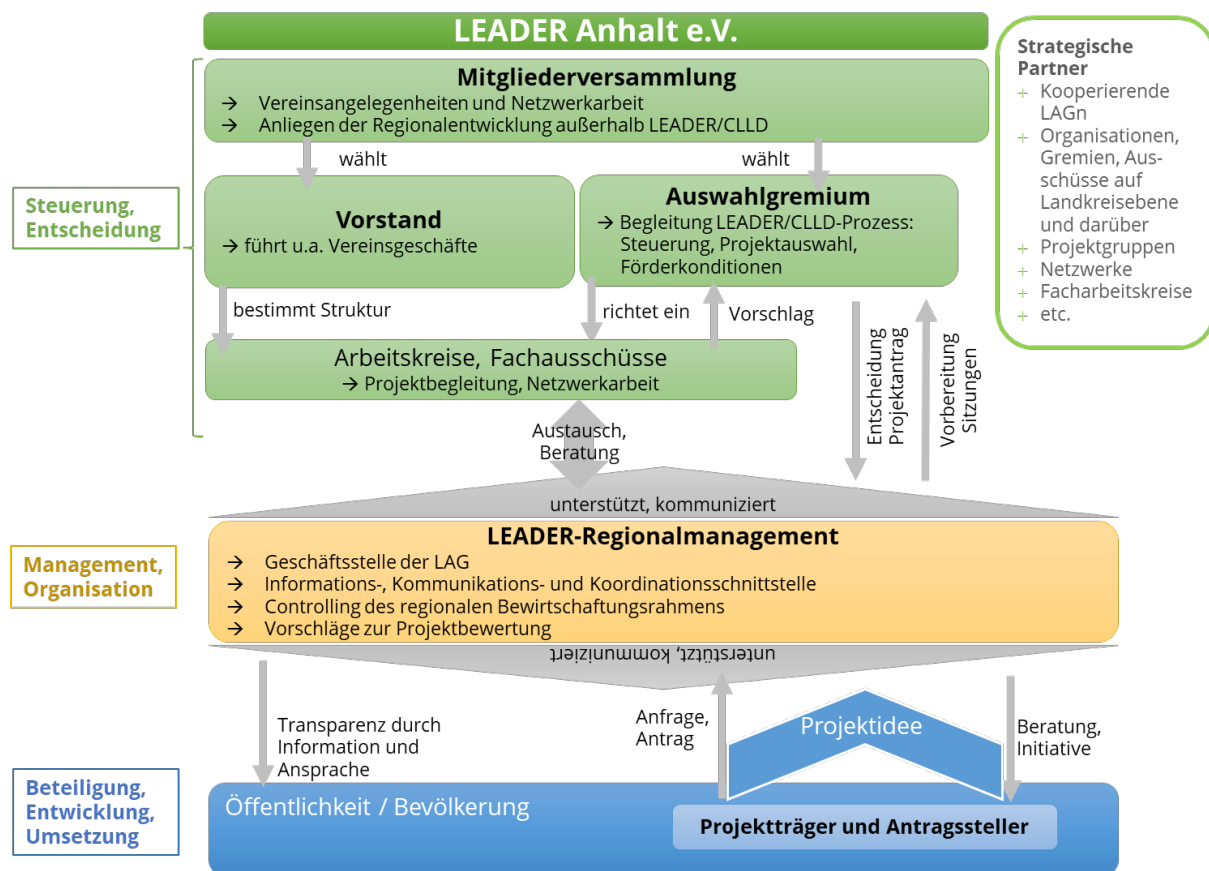 LEADER Anhalt e.V.
Mitgliederversammlung
→ Vereinsangelegenheiten und Netzwerkarbeit
→ Anliegen der Regionalentwicklung außerhalb LEADER/CLLD
wählt
wählt
Steuerung,
Entscheidung
Vorstand
→ führt u.a. Vereinsgeschäfte
Auswahlgremium
→ Begleitung LEADER/CLLD-Prozess:
Steuerung, Projektauswahl,
Förderkonditionen
bestimmt Struktur
richtet ein
Vorschlag
Arbeitskreise, Fachausschüsse
→ Projektbegleitung, Netzwerkarbeit
Entscheidung
Projektantrag
Vorbereitung
Sitzungen
Austausch,
Beratung
Strategische
Partner
+ Kooperierende
LAGn
+ Organisationen,
Gremien, Aus-
schüsse auf
Landkreisebene
und darüber
+ Projektgruppen
+ Netzwerke
+ Facharbeitskreise
+ etc.
unterstützt, kommuniziert
Management,
Organisation
LEADER-Regionalmanagement
→ Geschäftsstelle der LAG
→ Informations-, Kommunikations- und Koordinationsschnittstelle
→ Controlling des regionalen Bewirtschaftungsrahmens
→ Vorschläge zur Projektbewertung
unterstützt, kommuniziert
Transparenz durch
Information und
Ansprache
Anfrage,
Antrag
Projektidee
Beratung,
Initiative
Beteiligung,
Entwicklung,
Umsetzung
Öffentlichkeit / Bevölkerung
Projektträger und Antragssteller